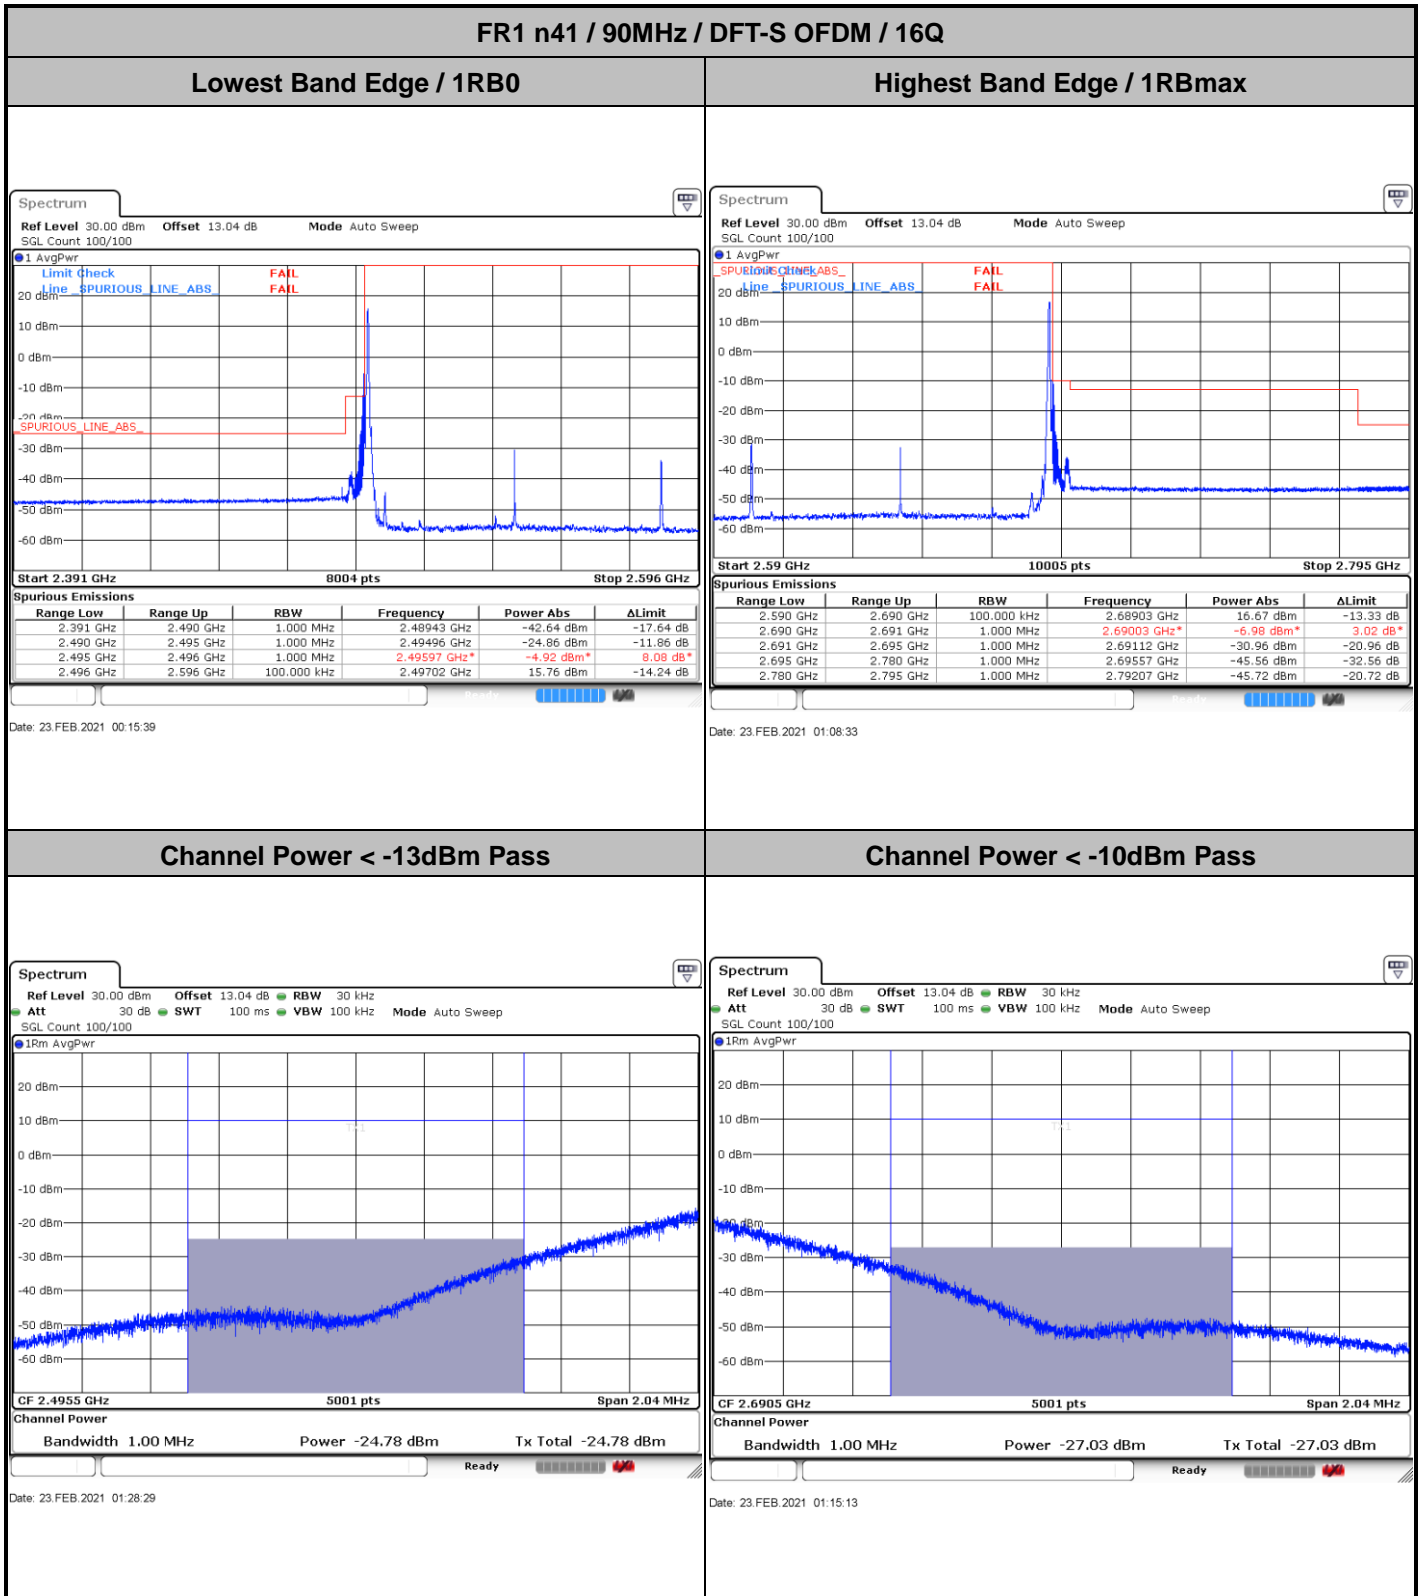 FR1 n41 / 90MHz / DFT-S OFDM / 16Q
Lowest Band Edge / 1RB0
Highest Band Edge / 1RBmax
Spectrum
Ref Level 30.00 dBm Offset 13.04 dB Mode Auto Sweep
SGL Count 100/100
1 AvgPwr
Limit Check FAIL
Line _SPURIOUS_LINE_ABS_ FAIL
20 dBm
10 dBm
0 dBm
-10 dBm
-20 dBm
_SPURIOUS_LINE_ABS_
-30 dBm
-40 dBm
-50 dBm
-60 dBm
Start 2.391 GHz 8004 pts Stop 2.596 GHz
Spurious Emissions
Range Low Range Up RBW Frequency Power Abs ΔLimit
2.391 GHz 2.490 GHz 1.000 MHz 2.48943 GHz -42.64 dBm -17.64 dB
2.490 GHz 2.495 GHz 1.000 MHz 2.49496 GHz -24.86 dBm -11.86 dB
2.495 GHz 2.496 GHz 1.000 MHz 2.49597 GHz* -4.92 dBm* 8.08 dB*
2.496 GHz 2.596 GHz 100.000 kHz 2.49702 GHz 15.76 dBm -14.24 dB
Ready
Date: 23.FEB.2021 00:15:39
Spectrum
Ref Level 30.00 dBm Offset 13.04 dB Mode Auto Sweep
SGL Count 100/100
1 AvgPwr
_SPURIOUS_LINE_ABS_
Limit Check FAIL
Line _SPURIOUS_LINE_ABS_ FAIL
20 dBm
10 dBm
0 dBm
-10 dBm
-20 dBm
-30 dBm
-40 dBm
-50 dBm
-60 dBm
Start 2.59 GHz 10005 pts Stop 2.795 GHz
Spurious Emissions
Range Low Range Up RBW Frequency Power Abs ΔLimit
2.590 GHz 2.690 GHz 100.000 kHz 2.68903 GHz 16.67 dBm -13.33 dB
2.690 GHz 2.691 GHz 1.000 MHz 2.69003 GHz* -6.98 dBm* 3.02 dB*
2.691 GHz 2.695 GHz 1.000 MHz 2.69112 GHz -30.96 dBm -20.96 dB
2.695 GHz 2.780 GHz 1.000 MHz 2.69557 GHz -45.56 dBm -32.56 dB
2.780 GHz 2.795 GHz 1.000 MHz 2.79207 GHz -45.72 dBm -20.72 dB
Ready
Date: 23.FEB.2021 01:08:33
Channel Power < -13dBm Pass
Channel Power < -10dBm Pass
Spectrum
Ref Level 30.00 dBm Offset 13.04 dB RBW 30 kHz
Att 30 dB SWT 100 ms VBW 100 kHz Mode Auto Sweep
SGL Count 100/100
1Rm AvgPwr
20 dBm
10 dBm
TX1
0 dBm
-10 dBm
-20 dBm
-30 dBm
-40 dBm
-50 dBm
-60 dBm
CF 2.4955 GHz 5001 pts Span 2.04 MHz
Channel Power
Bandwidth 1.00 MHz Power -24.78 dBm Tx Total -24.78 dBm
Ready
Date: 23.FEB.2021 01:28:29
Spectrum
Ref Level 30.00 dBm Offset 13.04 dB RBW 30 kHz
Att 30 dB SWT 100 ms VBW 100 kHz Mode Auto Sweep
SGL Count 100/100
1Rm AvgPwr
20 dBm
10 dBm
TX1
0 dBm
-10 dBm
-20 dBm
-30 dBm
-40 dBm
-50 dBm
-60 dBm
CF 2.6905 GHz 5001 pts Span 2.04 MHz
Channel Power
Bandwidth 1.00 MHz Power -27.03 dBm Tx Total -27.03 dBm
Ready
Date: 23.FEB.2021 01:15:13